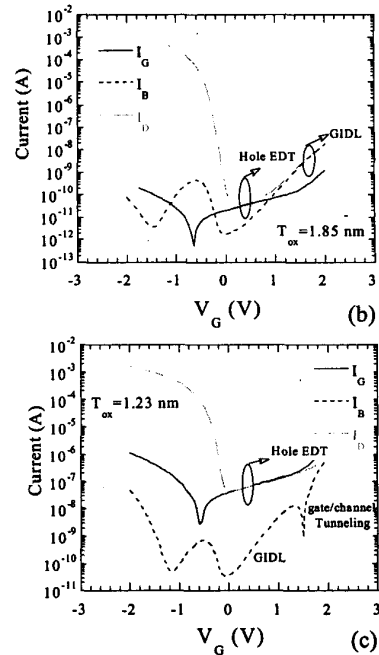 10⁻² 10⁻³ 10⁻⁴ 10⁻⁵ 10⁻⁶ 10⁻⁷ 10⁻⁸ 10⁻⁹ 10⁻¹⁰ 10⁻¹¹ 10⁻¹² 10⁻¹³
Current (A)
I_G
I_B
I_D
GIDL
Hole EDT
T_ox=1.85 nm
-3 -2 -1 0 1 2 3
V_G (V)
(b)
10⁻² 10⁻³ 10⁻⁴ 10⁻⁵ 10⁻⁶ 10⁻⁷ 10⁻⁸ 10⁻⁹ 10⁻¹⁰ 10⁻¹¹
Current (A)
T_ox=1.23 nm
I_G
I_B
I_D
Hole EDT
gate/channel
Tunneling
GIDL
-3 -2 -1 0 1 2 3
V_G (V)
(c)